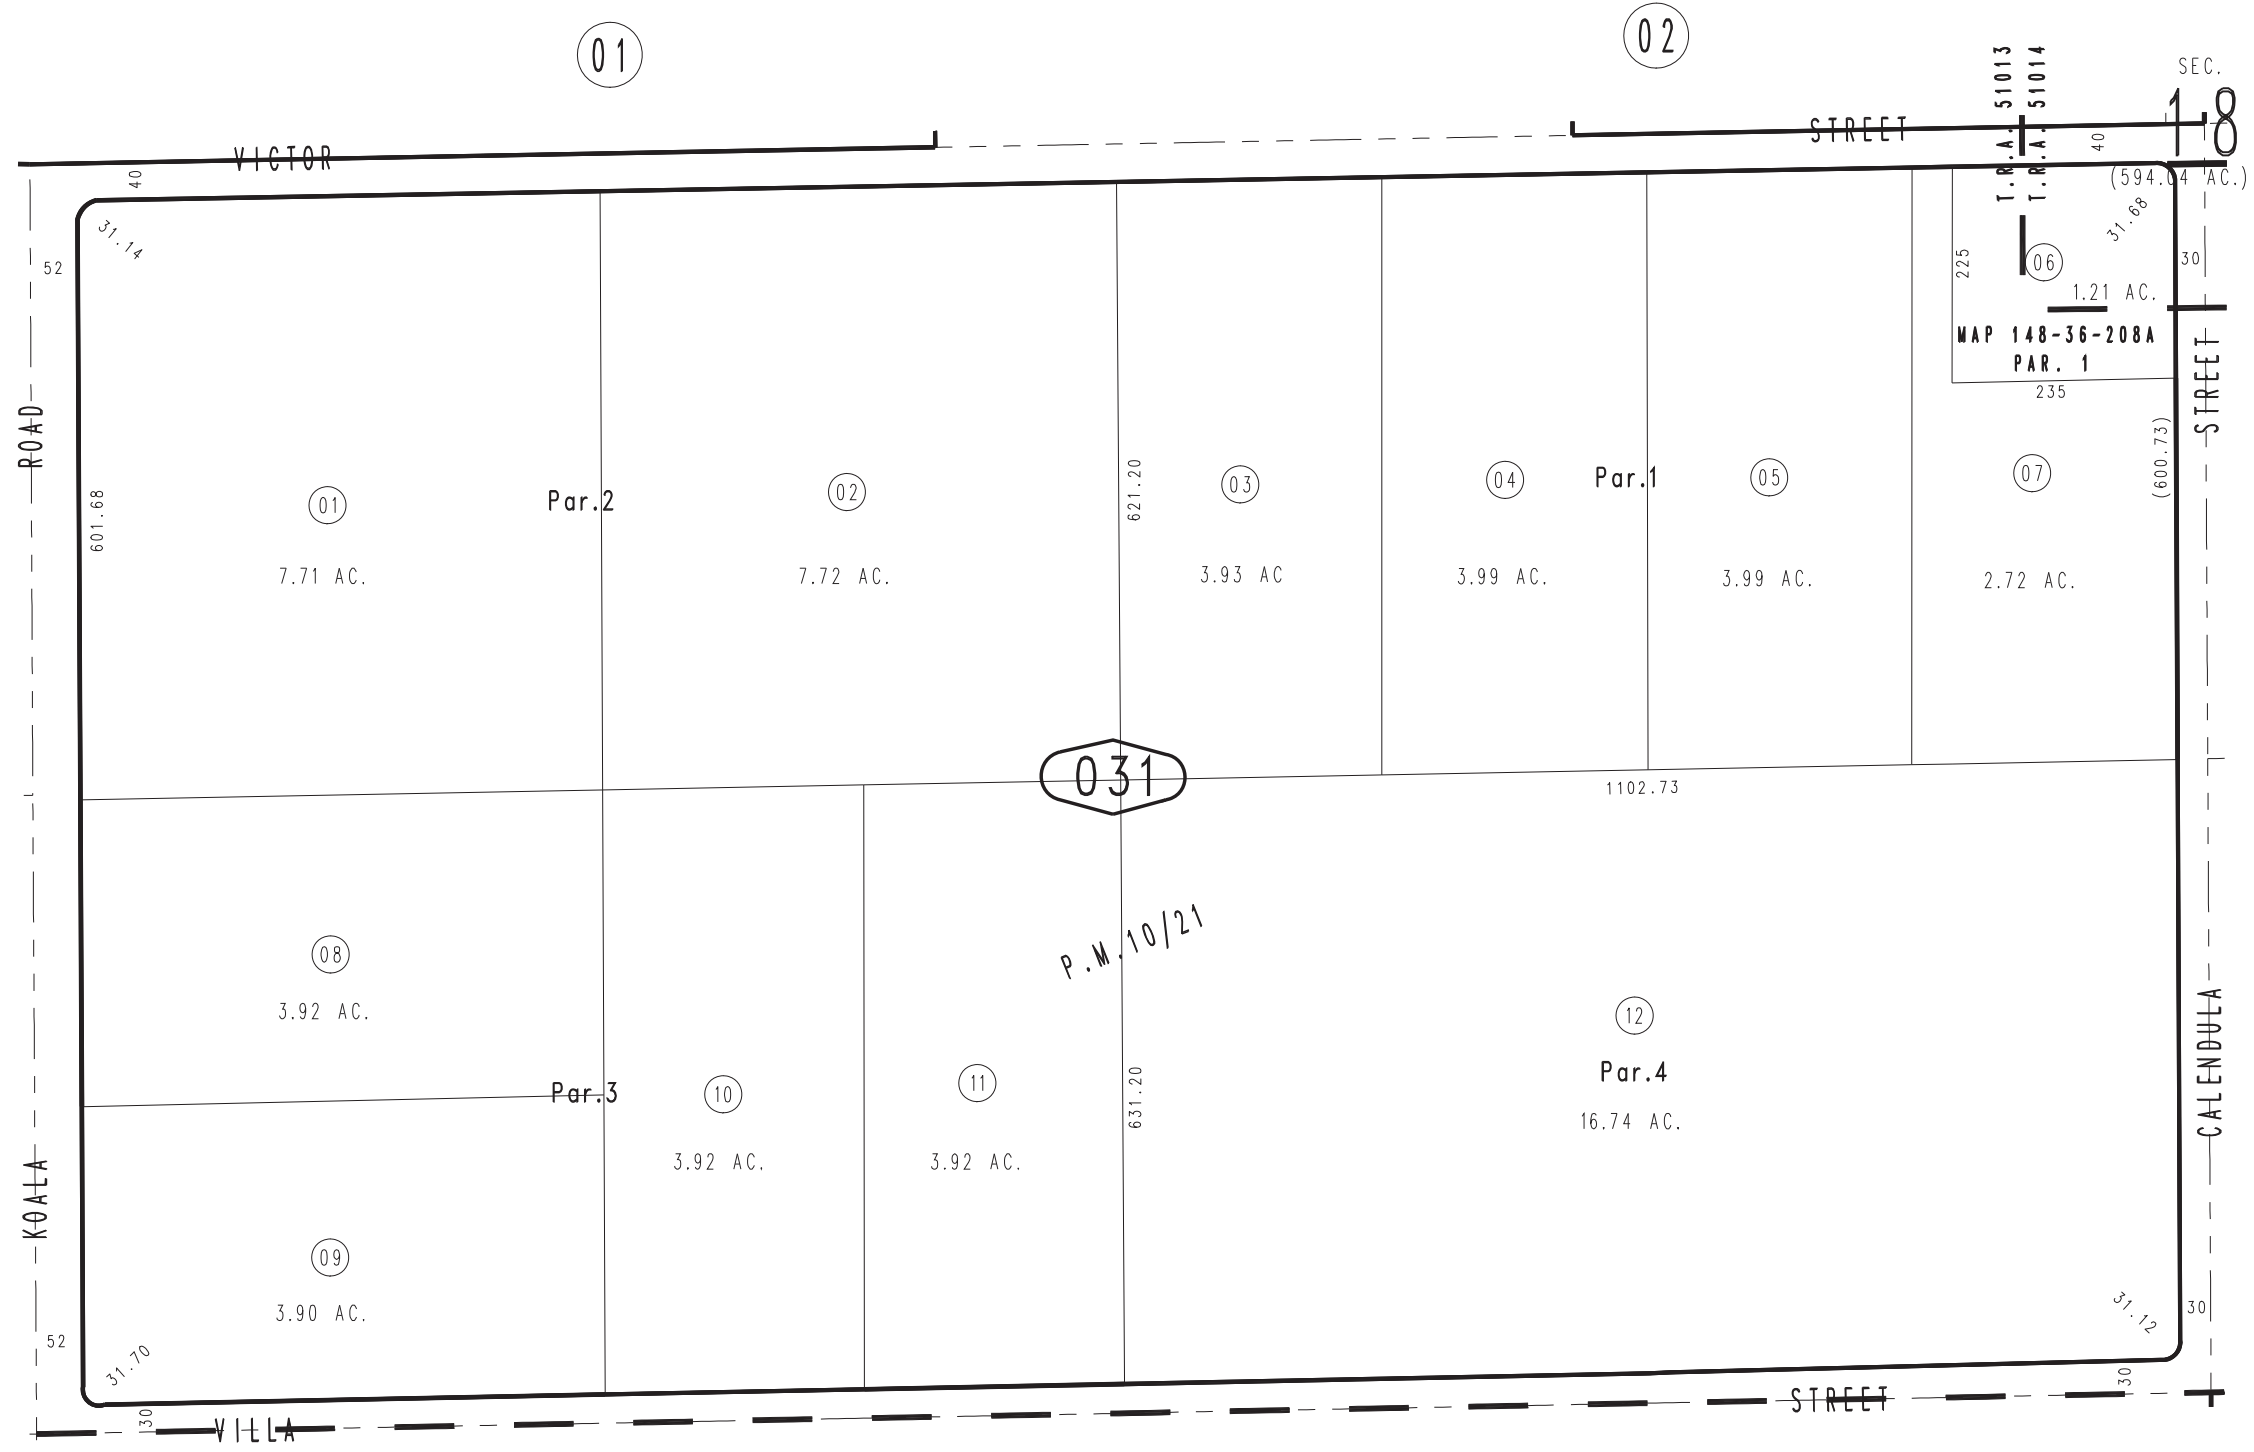 01
02
T.R.A. 51013
T.R.A. 51014
SEC.
18
(594.04 AC.)
VICTOR
STREET
40
40
31.14
31.68
52
30
225
06
1.21 AC.
MAP 148-36-208A
PAR. 1
235
ROAD
STREET
601.68
(600.73)
621.20
01
7.71 AC.
Par.2
02
7.72 AC.
03
3.93 AC
04
3.99 AC.
Par.1
05
3.99 AC.
07
2.72 AC.
031
1102.73
P.M.10/21
08
3.92 AC.
Par.3
09
3.90 AC.
10
3.92 AC.
11
3.92 AC.
631.20
12
Par.4
16.74 AC.
KOALA
CALENDULA
52
30
31.70
31.12
30
30
VILLA
STREET